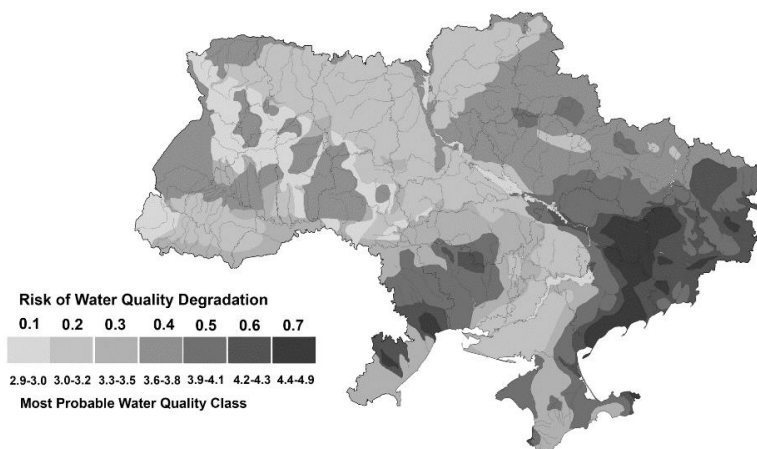 Risk of Water Quality Degradation
0.1 0.2 0.3 0.4 0.5 0.6 0.7
2.9-3.0 3.0-3.2 3.3-3.5 3.6-3.8 3.9-4.1 4.2-4.3 4.4-4.9
Most Probable Water Quality Class